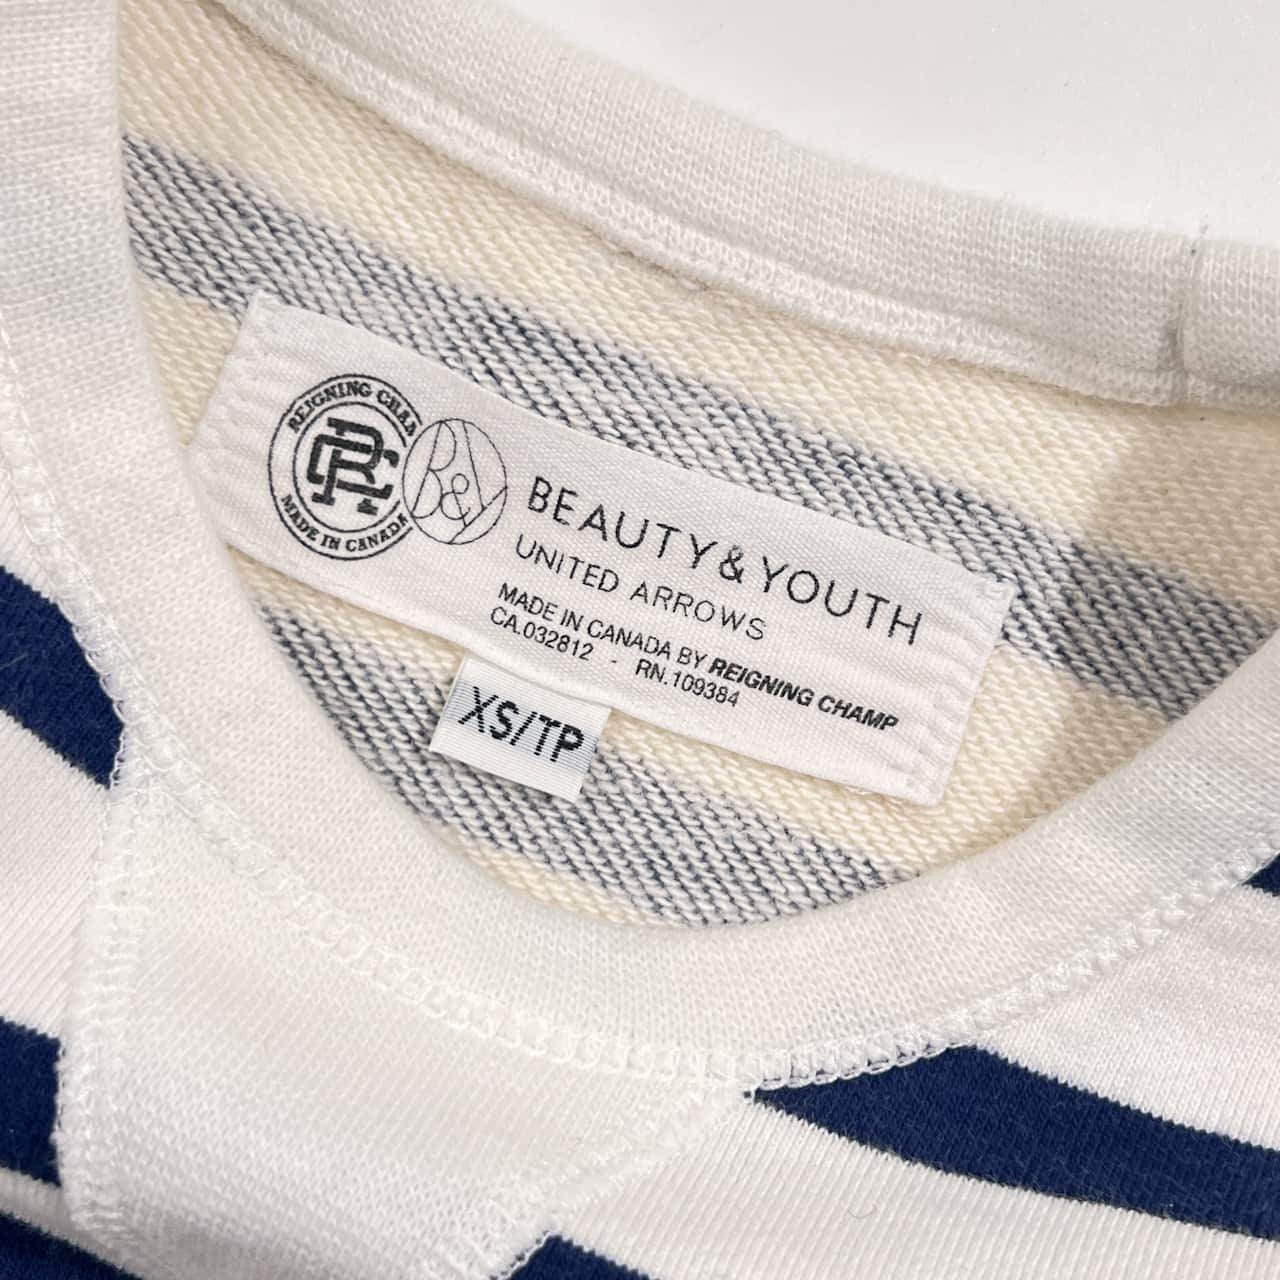 REIGNING CHAM
RC
MADE IN CANADA
B&Y
BEAUTY&YOUTH
UNITED ARROWS
MADE IN CANADA BY REIGNING CHAMP
CA.032812 - RN.109384
XS/TP